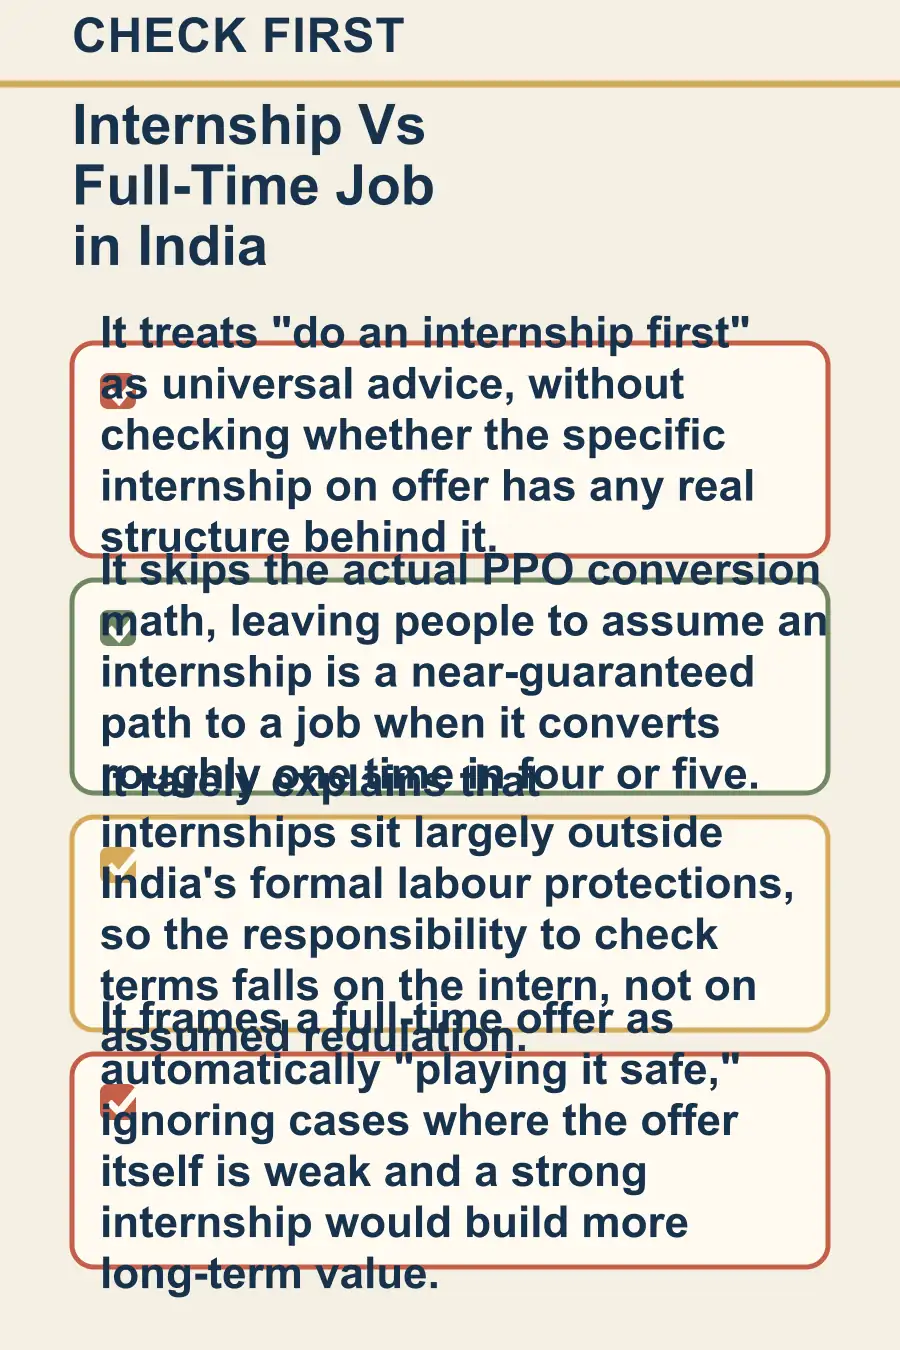 CHECK FIRST
Internship Vs
Full-Time Job
in India
It treats "do an internship first"
as universal advice, without
checking whether the specific
internship on offer has any real
structure behind it.
It skips the actual PPO conversion
math, leaving people to assume an
internship is a near-guaranteed
path to a job when it converts
roughly one time in four or five.
It rarely explains that
internships sit largely outside
India's formal labour protections,
so the responsibility to check
terms falls on the intern, not on
assumed regulation.
It frames a full-time offer as
automatically "playing it safe,"
ignoring cases where the offer
itself is weak and a strong
internship would build more
long-term value.